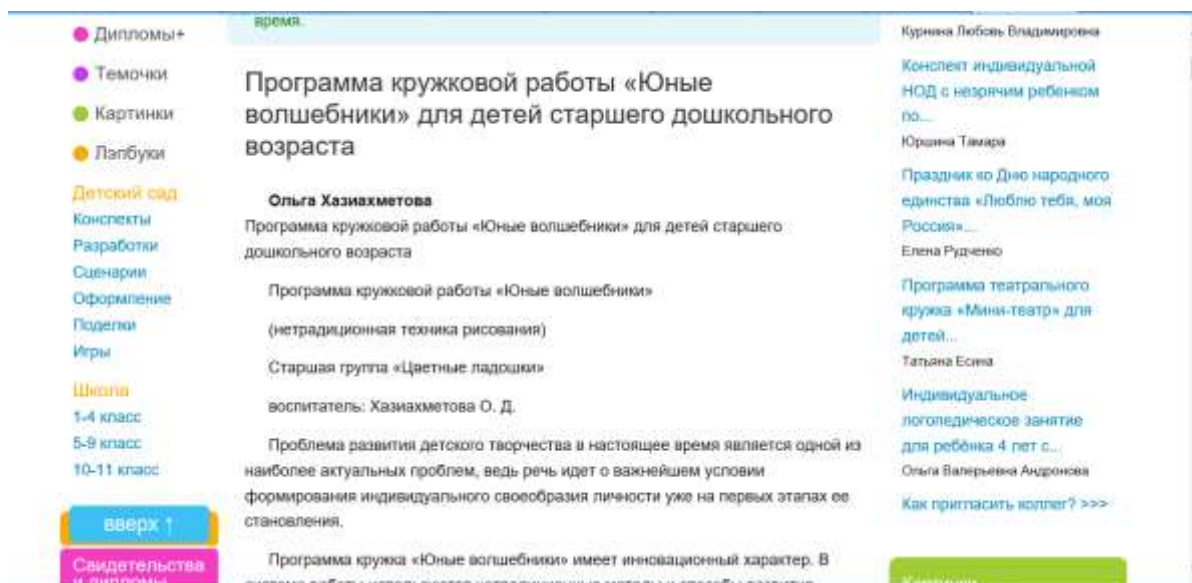 Дипломы+
Темочки
Картинки
Лэпбуки
Детский сад
Конспекты
Разработки
Сценарии
Оформление
Поделки
Игры
Школа
1-4 класс
5-9 класс
10-11 класс
вверх ↑
Свидетельства
и дипломы
время.
Программа кружковой работы «Юные
волшебники» для детей старшего дошкольного
возраста
Ольга Хазиахметова
Программа кружковой работы «Юные волшебники» для детей старшего
дошкольного возраста
Программа кружковой работы «Юные волшебники»
(нетрадиционная техника рисования)
Старшая группа «Цветные ладошки»
воспитатель: Хазиахметова О. Д.
Проблема развития детского творчества в настоящее время является одной из
наиболее актуальных проблем, ведь речь идет о важнейшем условии
формирования индивидуального своеобразия личности уже на первых этапах ее
становления.
Программа кружка «Юные волшебники» имеет инновационный характер. В
системе работы используются нетрадиционные методы и способы развития
Любовь Владимировна
Конспект индивидуальной
НОД с незрячим ребенком
по...
Юршина Тамара
Праздник ко Дню народного
единства «Люблю тебя, моя
Россия»...
Елена Рудченко
Программа театрального
кружка «Мини-театр» для
детей...
Татьяна Есина
Индивидуальное
логопедическое занятие
для ребёнка 4 лет с...
Ольга Валерьевна Андронова
Как пригласить коллег? >>>